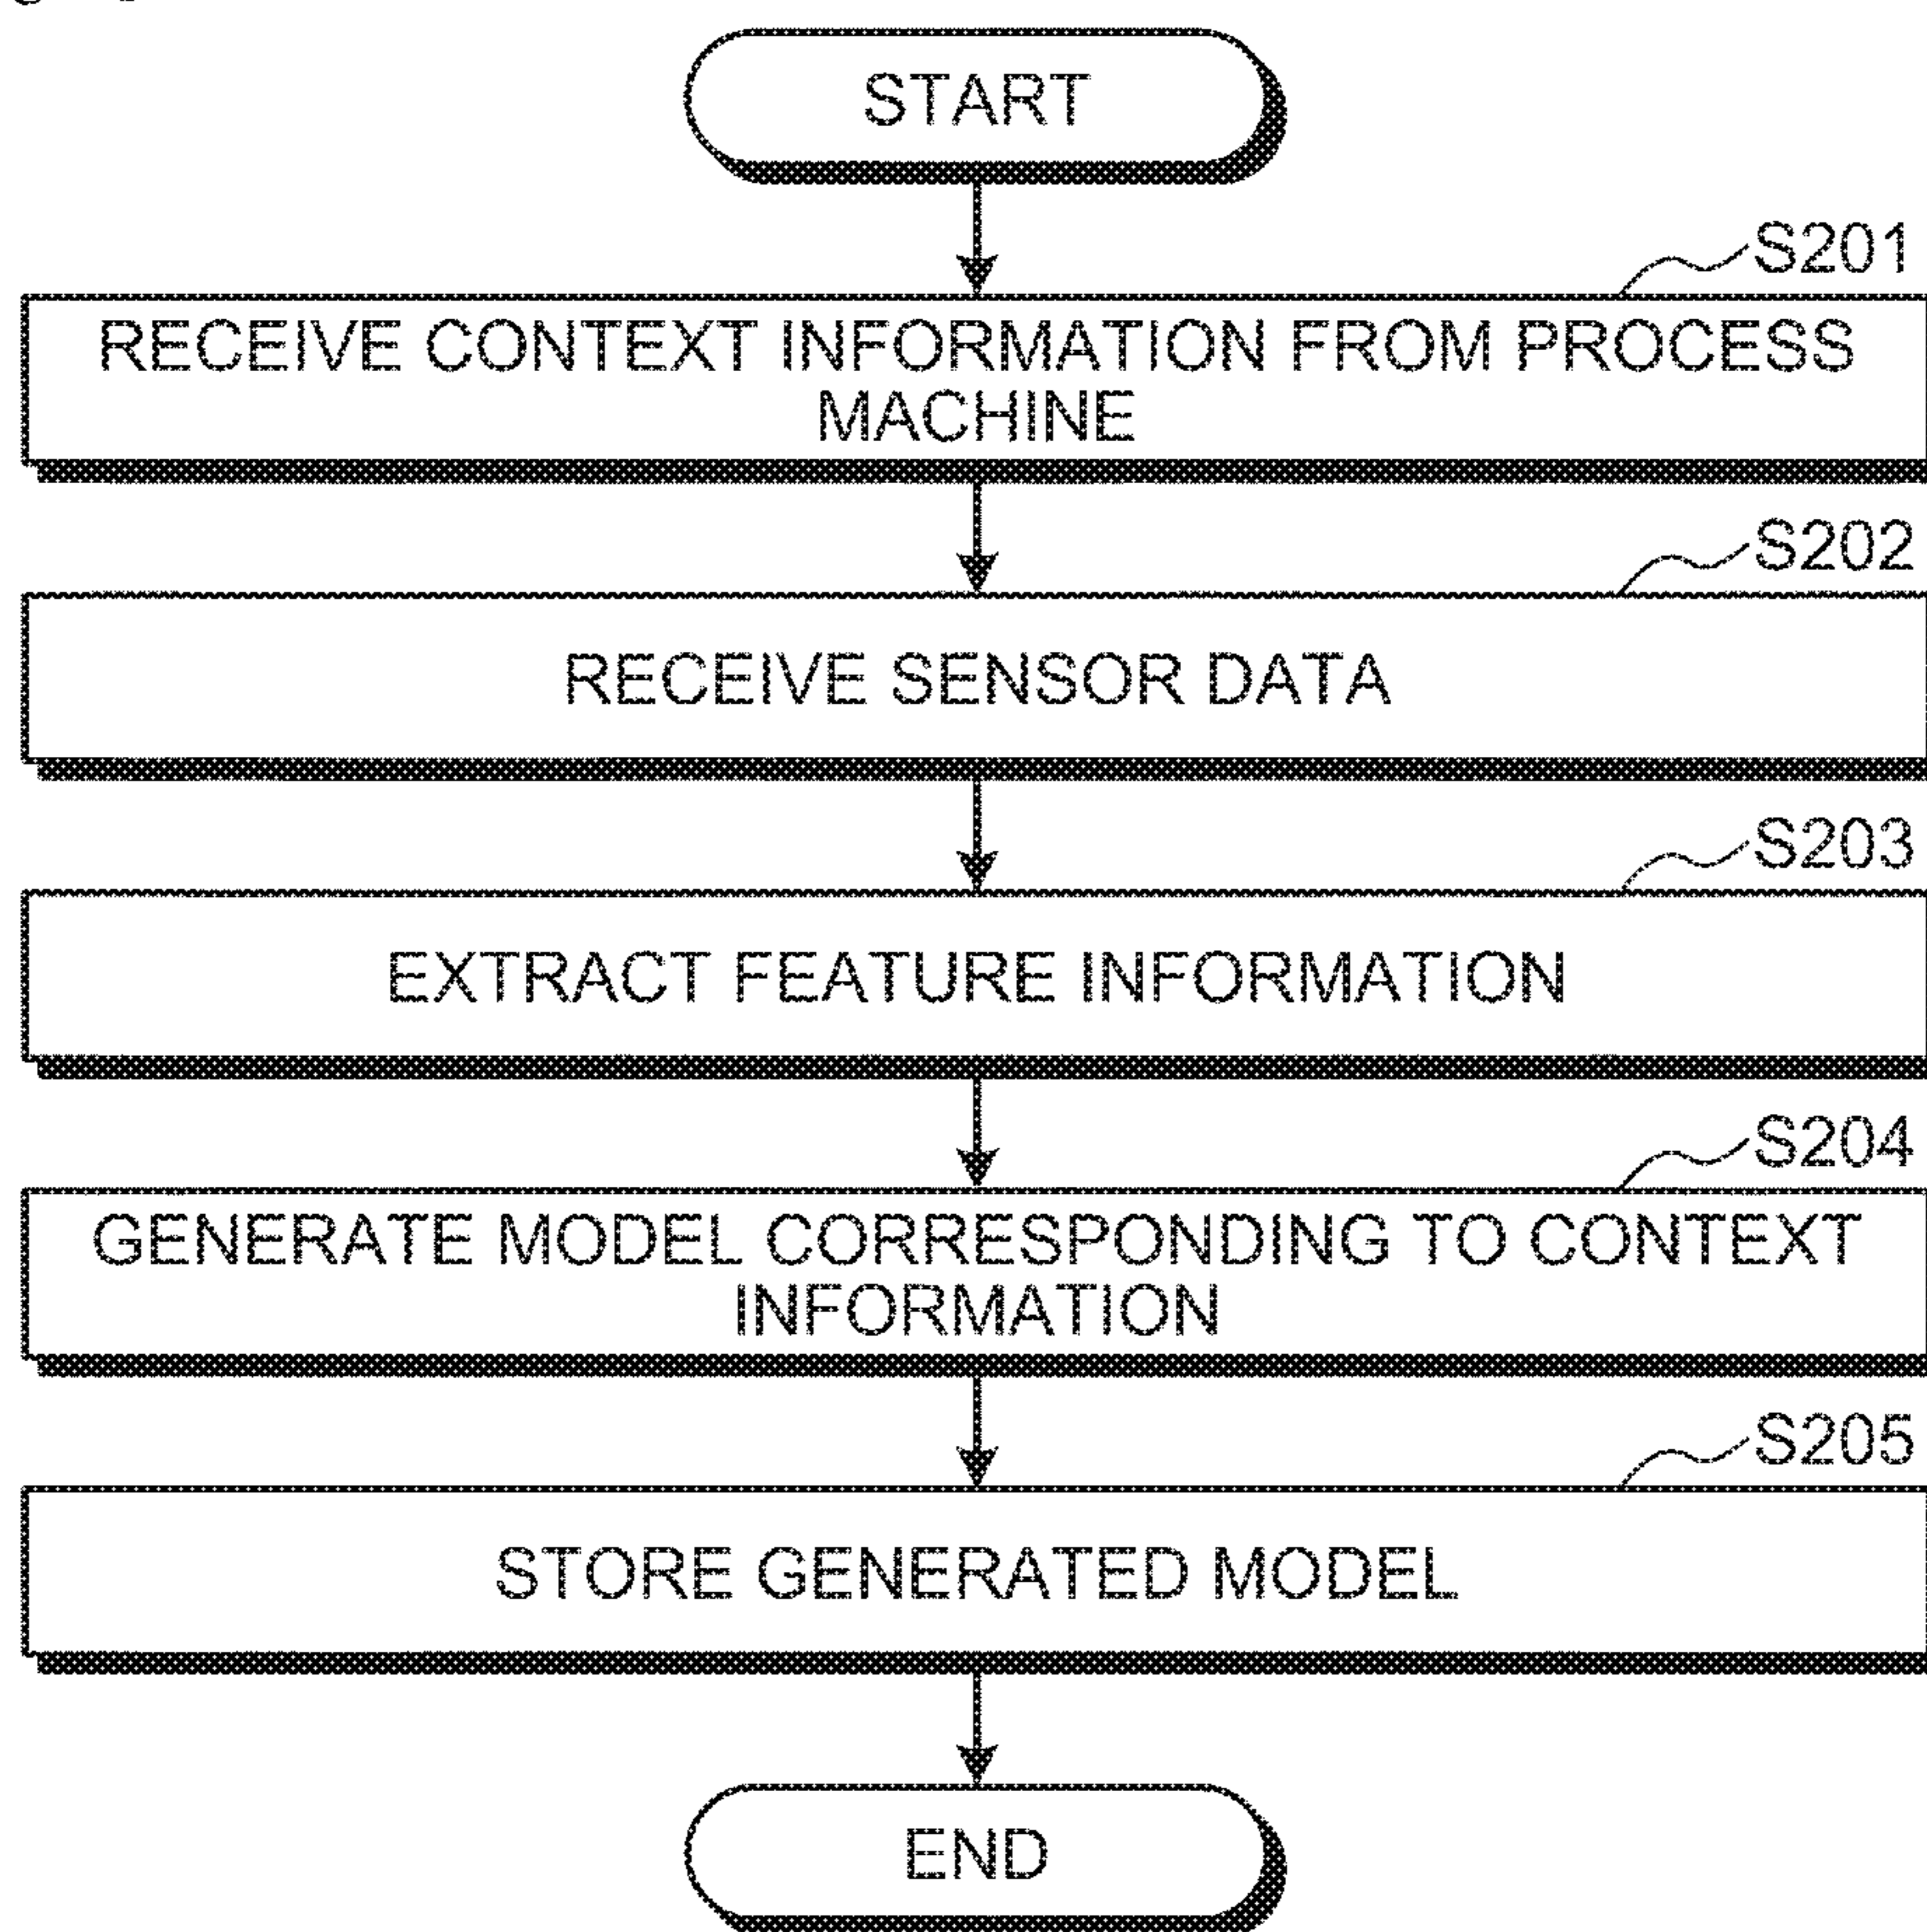 START
S201
RECEIVE CONTEXT INFORMATION FROM PROCESS
MACHINE
S202
RECEIVE SENSOR DATA
S203
EXTRACT FEATURE INFORMATION
S204
GENERATE MODEL CORRESPONDING TO CONTEXT
INFORMATION
S205
STORE GENERATED MODEL
END